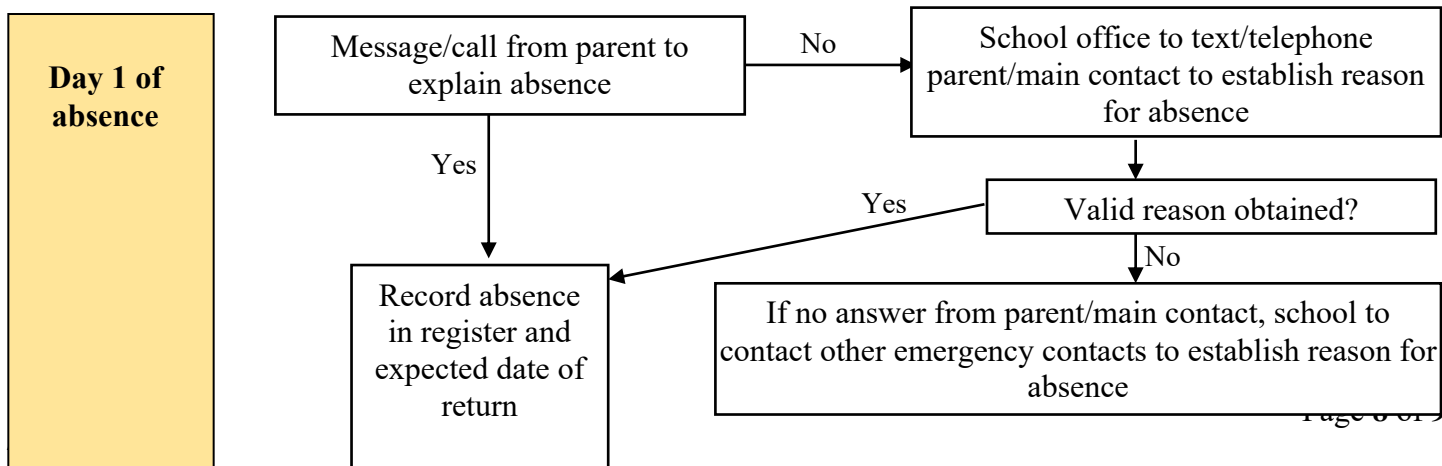 Day 1 of
absence
Message/call from parent to
explain absence
No
School office to text/telephone
parent/main contact to establish reason
for absence
Yes
Yes
Valid reason obtained?
No
Record absence
in register and
expected date of
return
If no answer from parent/main contact, school to
contact other emergency contacts to establish reason for
absence